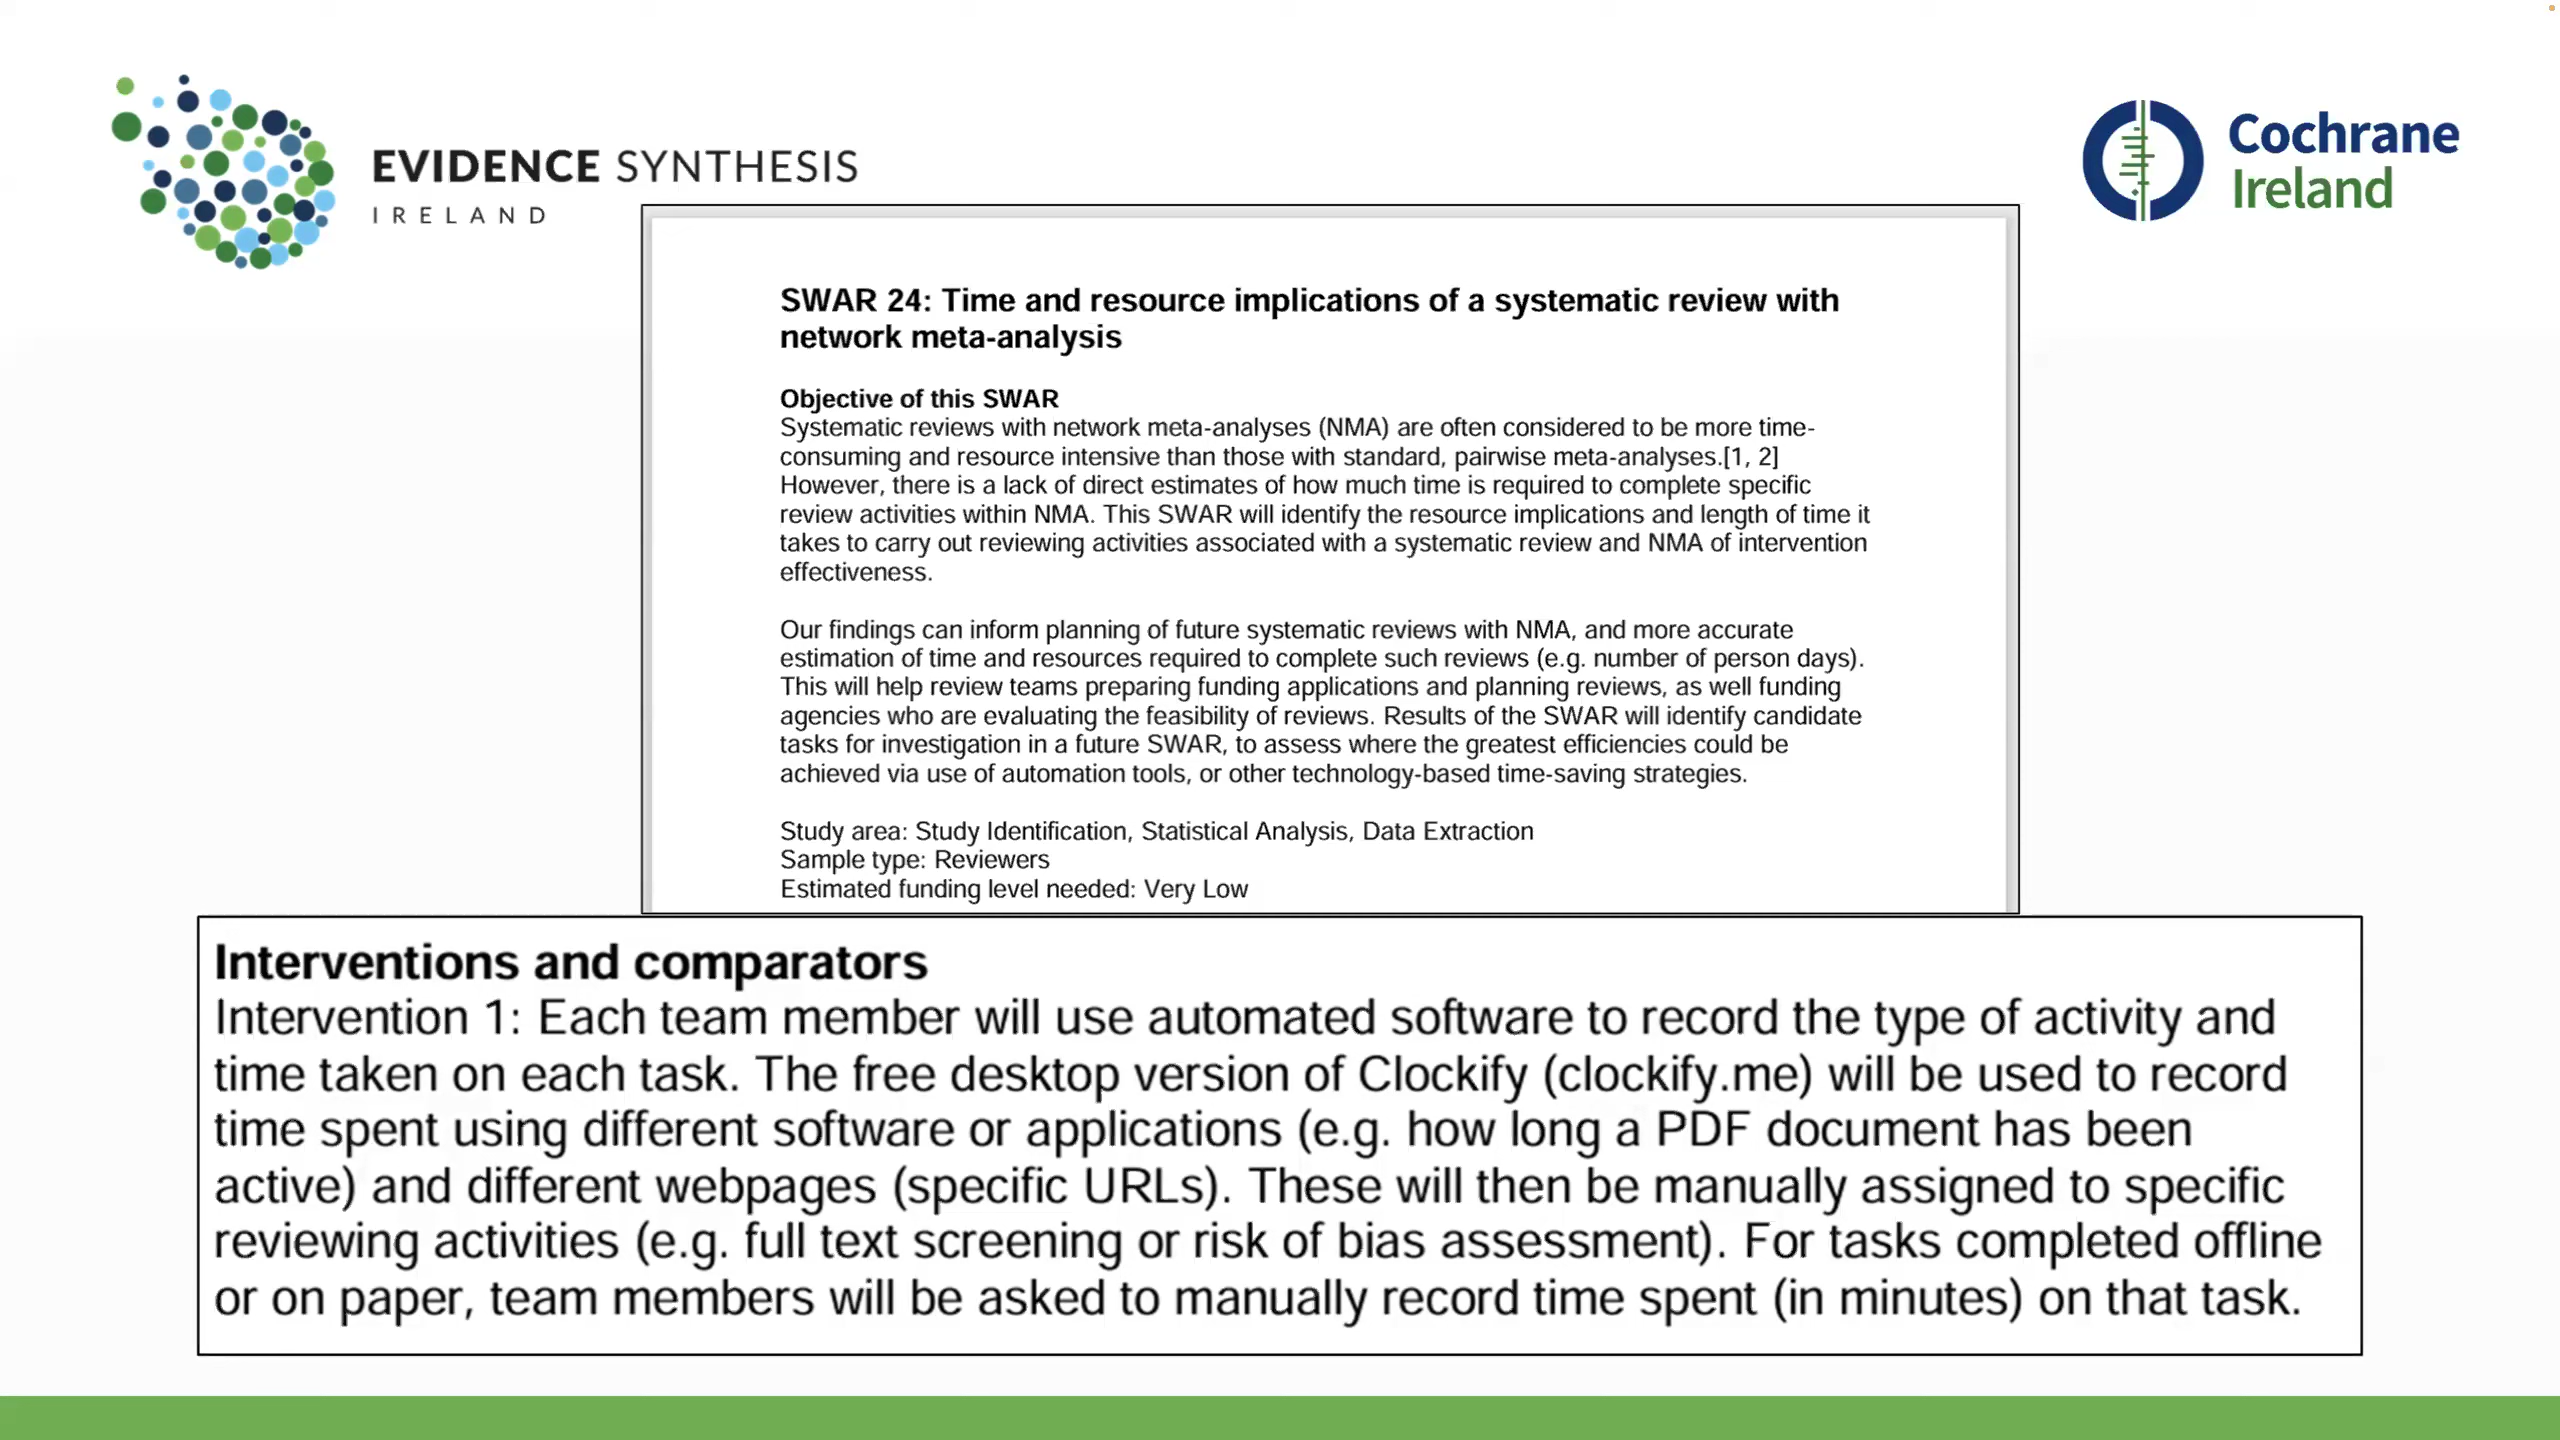 EVIDENCE SYNTHESIS
IRELAND
Cochrane
Ireland
SWAR 24: Time and resource implications of a systematic review with
network meta-analysis
Objective of this SWAR
Systematic reviews with network meta-analyses (NMA) are often considered to be more time-
consuming and resource intensive than those with standard, pairwise meta-analyses.[1, 2]
However, there is a lack of direct estimates of how much time is required to complete specific
review activities within NMA. This SWAR will identify the resource implications and length of time it
takes to carry out reviewing activities associated with a systematic review and NMA of intervention
effectiveness.
Our findings can inform planning of future systematic reviews with NMA, and more accurate
estimation of time and resources required to complete such reviews (e.g. number of person days).
This will help review teams preparing funding applications and planning reviews, as well funding
agencies who are evaluating the feasibility of reviews. Results of the SWAR will identify candidate
tasks for investigation in a future SWAR, to assess where the greatest efficiencies could be
achieved via use of automation tools, or other technology-based time-saving strategies.
Study area: Study Identification, Statistical Analysis, Data Extraction
Sample type: Reviewers
Estimated funding level needed: Very Low
Interventions and comparators
Intervention 1: Each team member will use automated software to record the type of activity and
time taken on each task. The free desktop version of Clockify (clockify.me) will be used to record
time spent using different software or applications (e.g. how long a PDF document has been
active) and different webpages (specific URLs). These will then be manually assigned to specific
reviewing activities (e.g. full text screening or risk of bias assessment). For tasks completed offline
or on paper, team members will be asked to manually record time spent (in minutes) on that task.